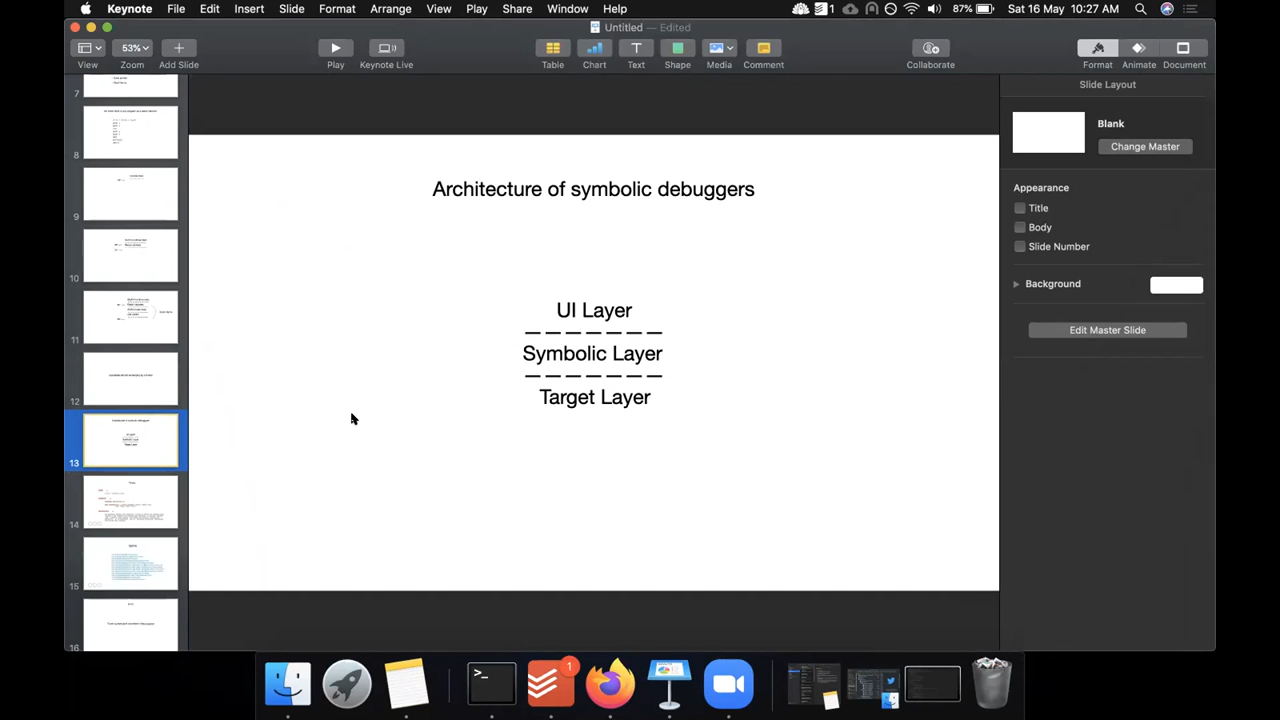 Keynote File Edit Insert Slide Format Arrange View Play Share Window Help 1 87% Sat 16 May 10:27 AM
Untitled — Edited
53%
View Zoom Add Slide Play Keynote Live Table Chart Text Shape Media Comment Collaborate Format Animate Document
Slide Layout
Blank
Change Master
Appearance
Title
Body
Slide Number
Background
Edit Master Slide
7
8
9
10
11
12
13
14
15
16
Architecture of symbolic debuggers
UI Layer
Symbolic Layer
Target Layer
1